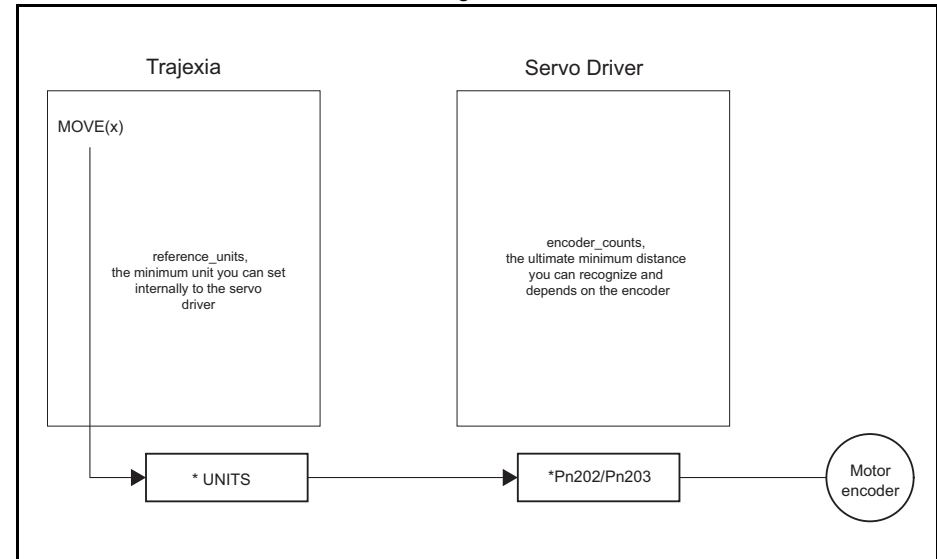 Trajexia
Servo Driver
MOVE(x)
reference_units,
the minimum unit you can set
internally to the servo
driver
encoder_counts,
the ultimate minimum distance
you can recognize and
depends on the encoder
* UNITS
*Pn202/Pn203
Motor
encoder